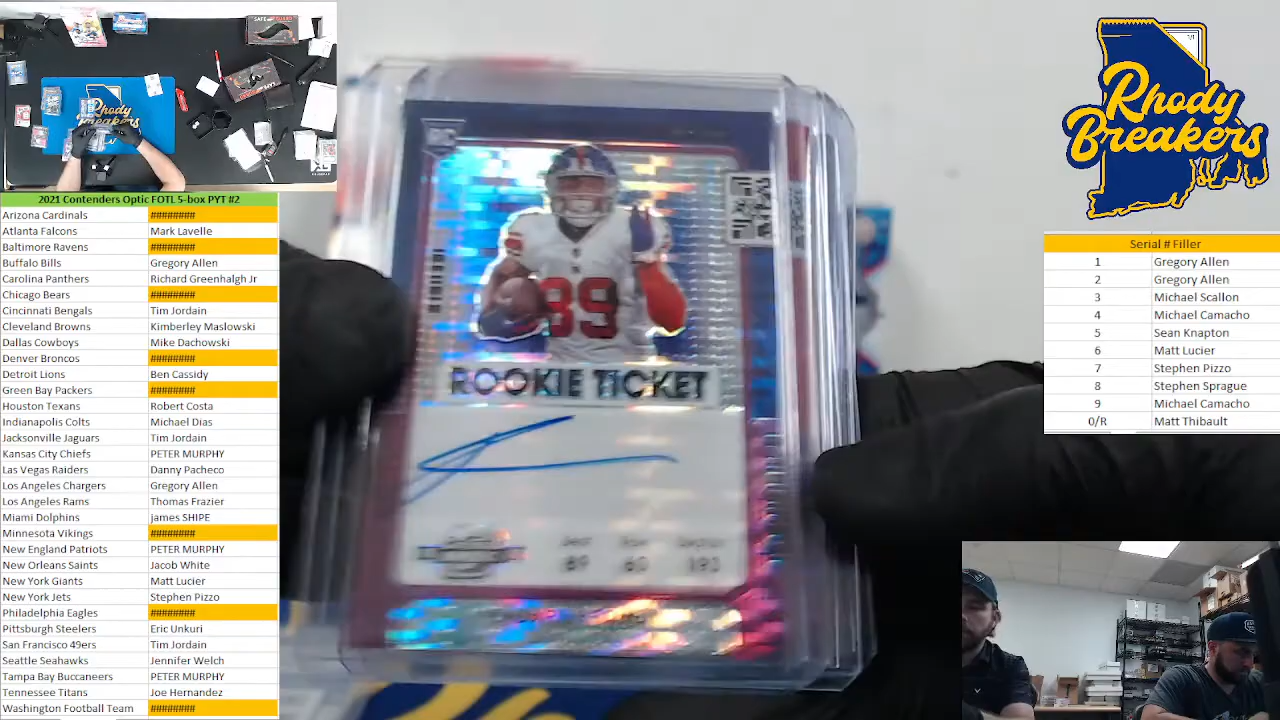 2021 Contenders Optic FOTL 5-box PYT #2
Arizona Cardinals ########
Atlanta Falcons Mark Lavelle
Baltimore Ravens ########
Buffalo Bills Gregory Allen
Carolina Panthers Richard Greenhalgh Jr
Chicago Bears ########
Cincinnati Bengals Tim Jordain
Cleveland Browns Kimberley Maslowski
Dallas Cowboys Mike Dachowski
Denver Broncos ########
Detroit Lions Ben Cassidy
Green Bay Packers ########
Houston Texans Robert Costa
Indianapolis Colts Michael Dias
Jacksonville Jaguars Tim Jordain
Kansas City Chiefs PETER MURPHY
Las Vegas Raiders Danny Pacheco
Los Angeles Chargers Gregory Allen
Los Angeles Rams Thomas Frazier
Miami Dolphins james SHIPE
Minnesota Vikings ########
New England Patriots PETER MURPHY
New Orleans Saints Jacob White
New York Giants Matt Lucier
New York Jets Stephen Pizzo
Philadelphia Eagles ########
Pittsburgh Steelers Eric Unkuri
San Francisco 49ers Tim Jordain
Seattle Seahawks Jennifer Welch
Tampa Bay Buccaneers PETER MURPHY
Tennessee Titans Joe Hernandez
Washington Football Team ########
Rhody
Breakers
RC
89
ROOKIE TICKET
89 60 193
1/1
Rhody
Breakers
Serial # Filler
1 Gregory Allen
2 Gregory Allen
3 Michael Scallon
4 Michael Camacho
5 Sean Knapton
6 Matt Lucier
7 Stephen Pizzo
8 Stephen Sprague
9 Michael Camacho
0/R Matt Thibault